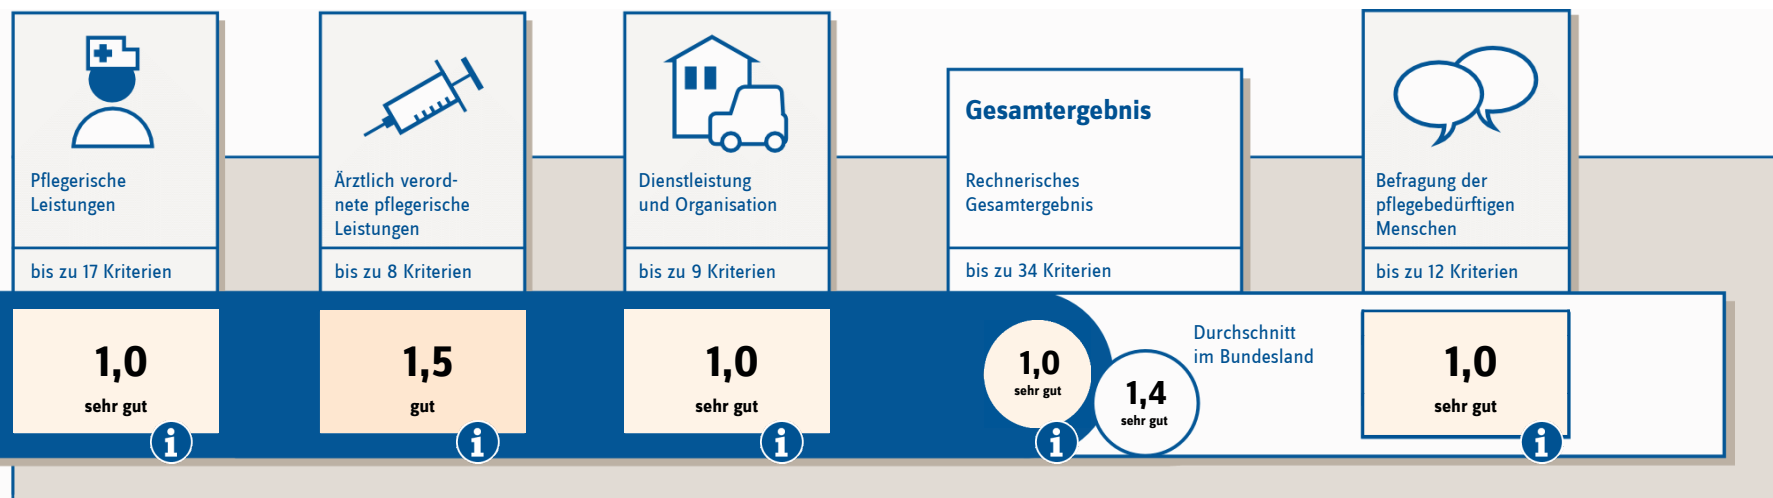 Pflegerische
Leistungen
bis zu 17 Kriterien
1,0
sehr gut
i
Ärztlich verord-
nete pflegerische
Leistungen
bis zu 8 Kriterien
1,5
gut
i
Dienstleistung
und Organisation
bis zu 9 Kriterien
1,0
sehr gut
i
Gesamtergebnis
Rechnerisches
Gesamtergebnis
bis zu 34 Kriterien
1,0
sehr gut
i
1,4
sehr gut
Durchschnitt
im Bundesland
Befragung der
pflegebedürftigen
Menschen
bis zu 12 Kriterien
1,0
sehr gut
i